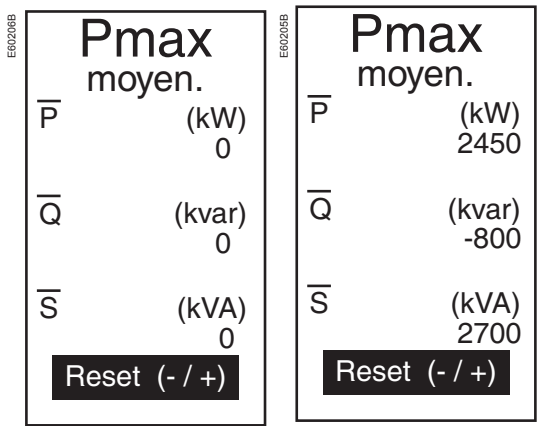 E60206B
Pmax
moyen.
P̅ (kW)
0
Q̅ (kvar)
0
S̅ (kVA)
0
Reset (- / +)
E60205B
Pmax
moyen.
P̅ (kW)
2450
Q̅ (kvar)
-800
S̅ (kVA)
2700
Reset (- / +)